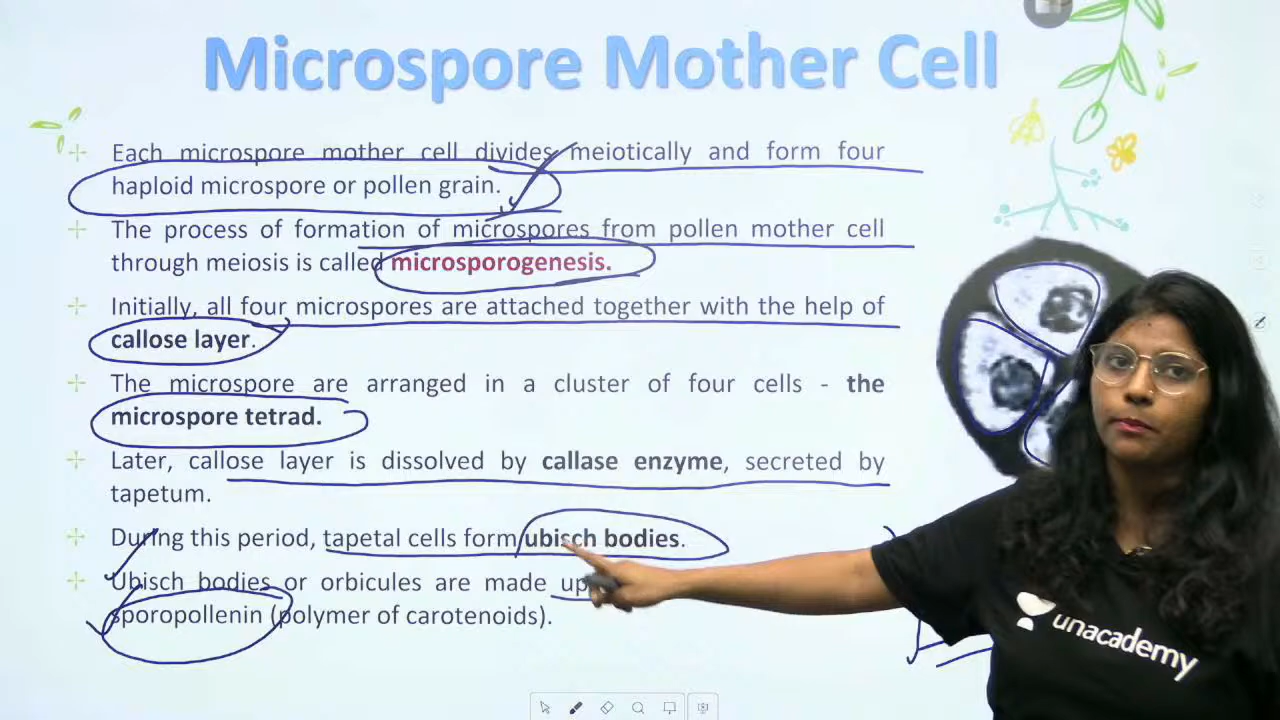 Microspore Mother Cell
Each microspore mother cell divides meiotically and form four
haploid microspore or pollen grain.
The process of formation of microspores from pollen mother cell
through meiosis is called microsporogenesis.
Initially, all four microspores are attached together with the help of
callose layer.
The microspore are arranged in a cluster of four cells - the
microspore tetrad.
Later, callose layer is dissolved by callase enzyme, secreted by
tapetum.
During this period, tapetal cells form ubisch bodies.
Ubisch bodies or orbicules are made up
sporopollenin (polymer of carotenoids).
unacademy